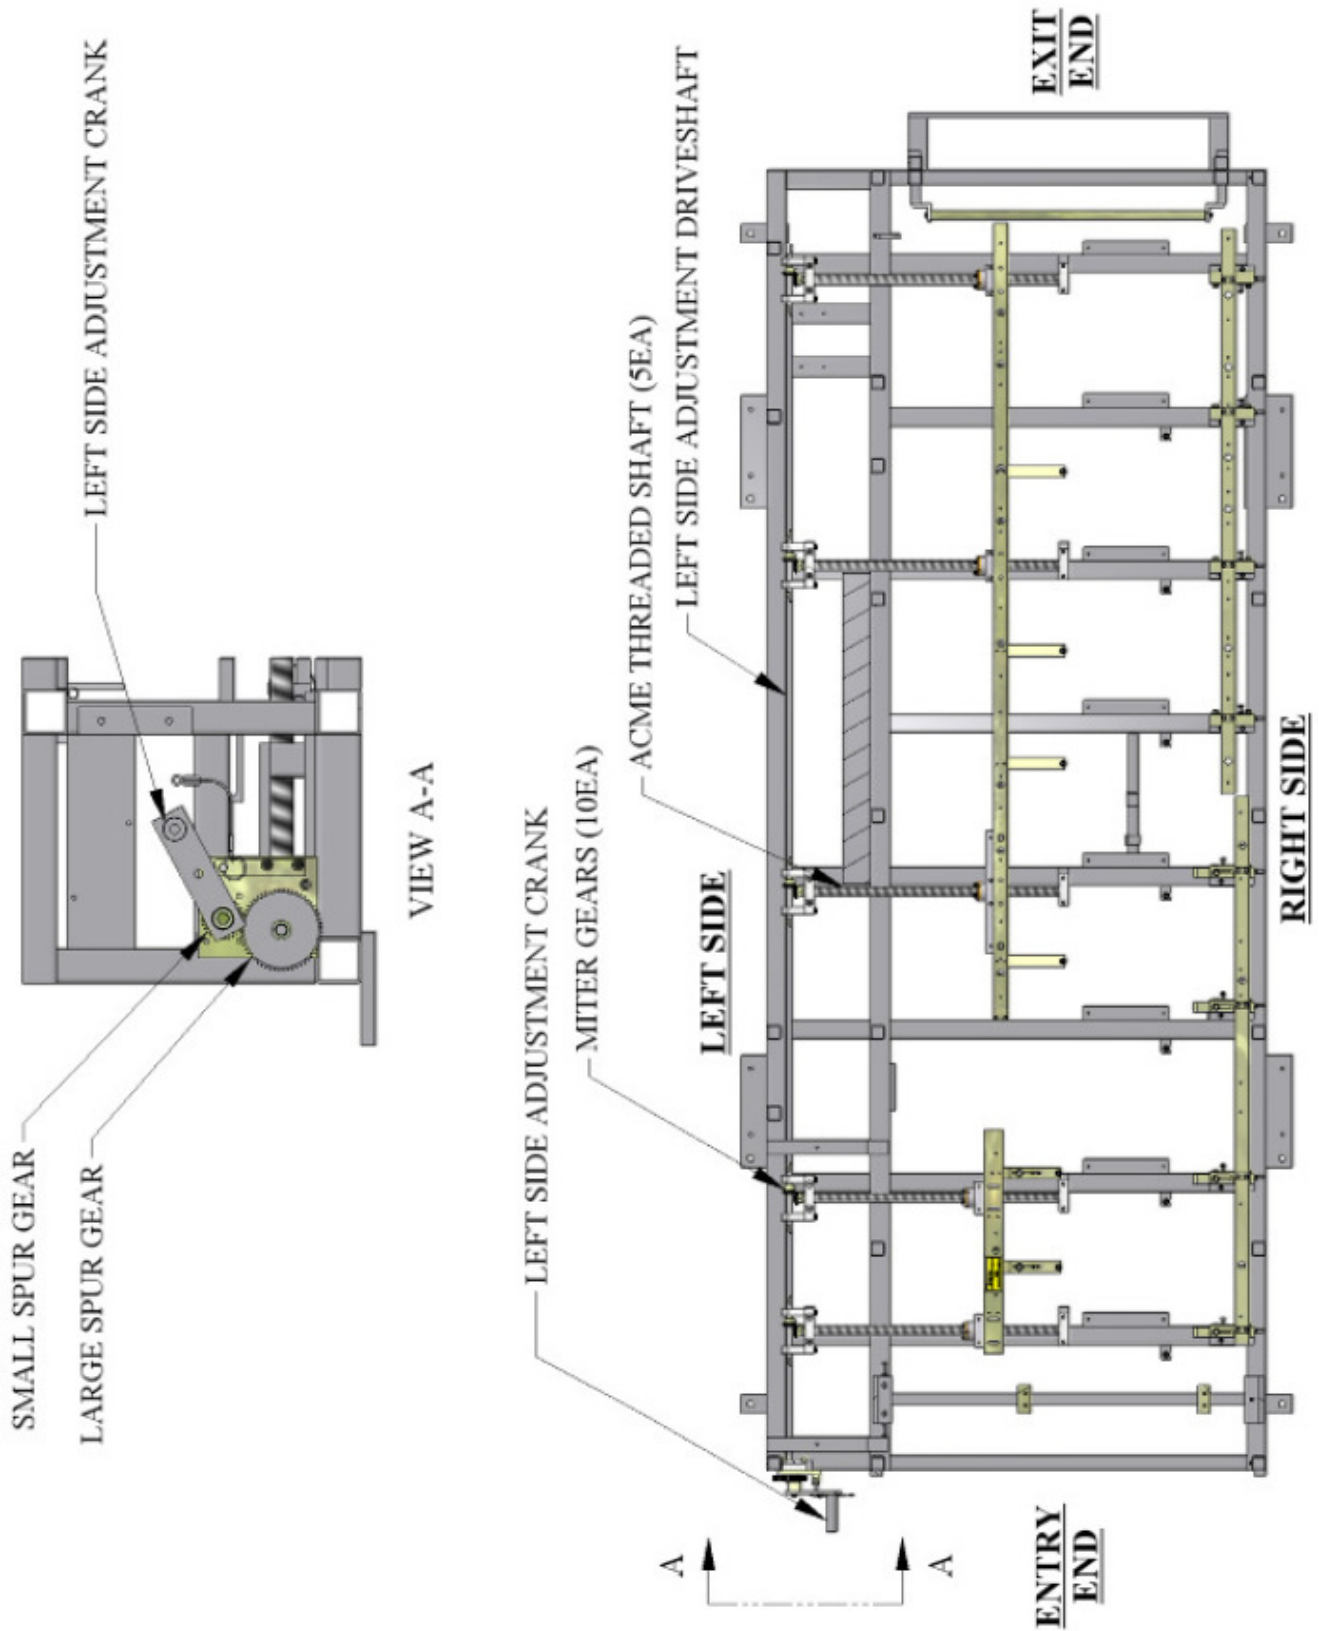 SMALL SPUR GEAR
LARGE SPUR GEAR
LEFT SIDE ADJUSTMENT CRANK
VIEW A-A
LEFT SIDE ADJUSTMENT CRANK
MITER GEARS (10EA)
ACME THREADED SHAFT (5EA)
LEFT SIDE ADJUSTMENT DRIVESHAFT
LEFT SIDE
A
A
ENTRY
END
EXIT
END
RIGHT SIDE